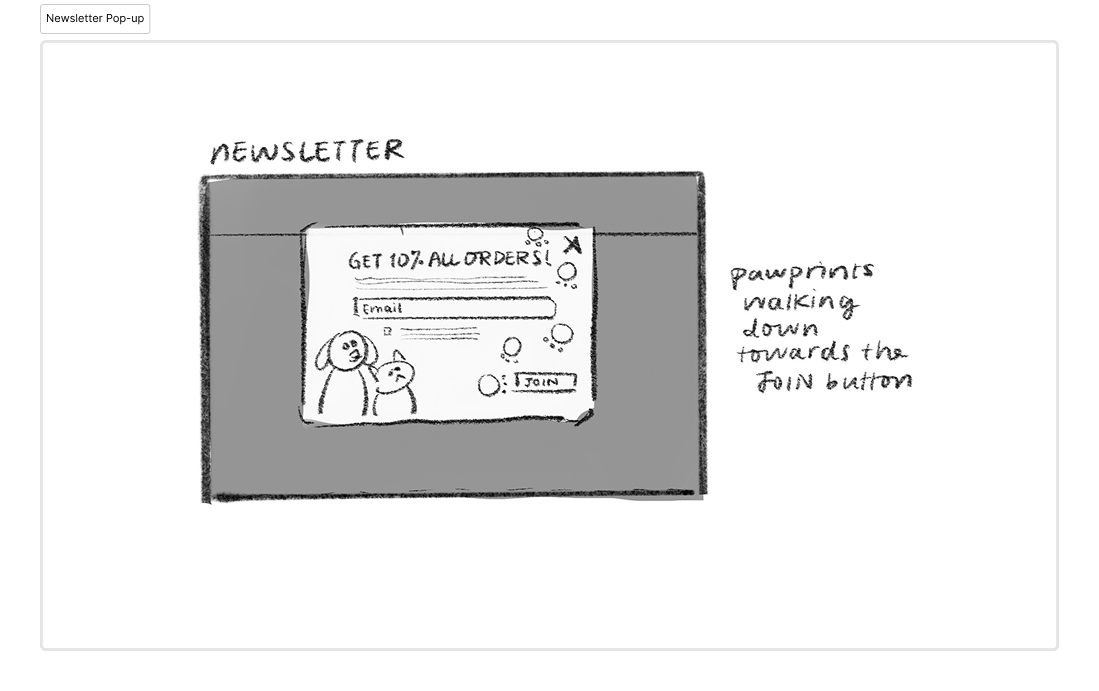 Newsletter Pop-up
NEWSLETTER
GET 10% ALL ORDERS!
Email
JOIN
pawprints
walking
down
towards the
JOIN button